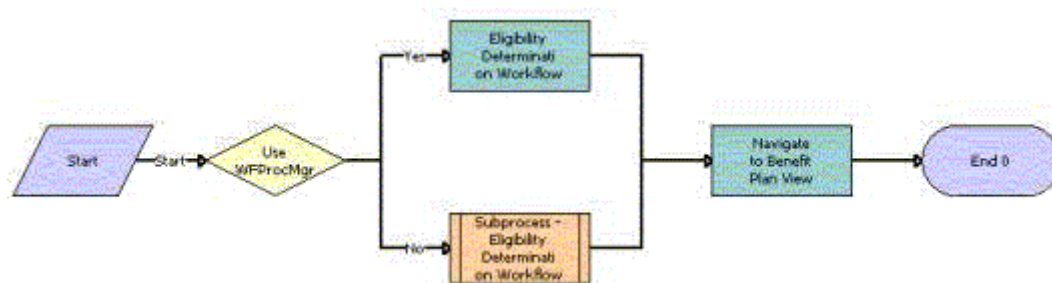 Start
Start
Use
WFProcMgr
Yes
Eligibility
Determinati
on Workflow
No
Subprocess -
Eligibility
Determinati
on Workflow
Navigate
to Benefit
Plan View
End 0